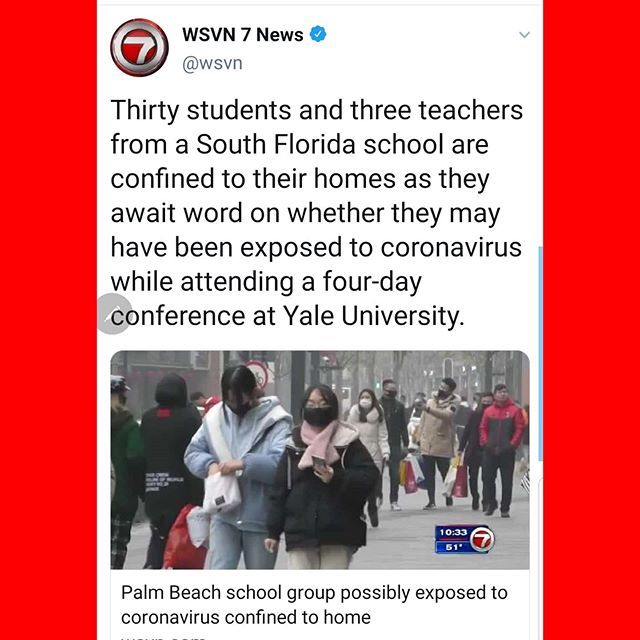 WSVN 7 News
@wsvn
Thirty students and three teachers
from a South Florida school are
confined to their homes as they
await word on whether they may
have been exposed to coronavirus
while attending a four-day
conference at Yale University.
10:33
51°
7
Palm Beach school group possibly exposed to
coronavirus confined to home